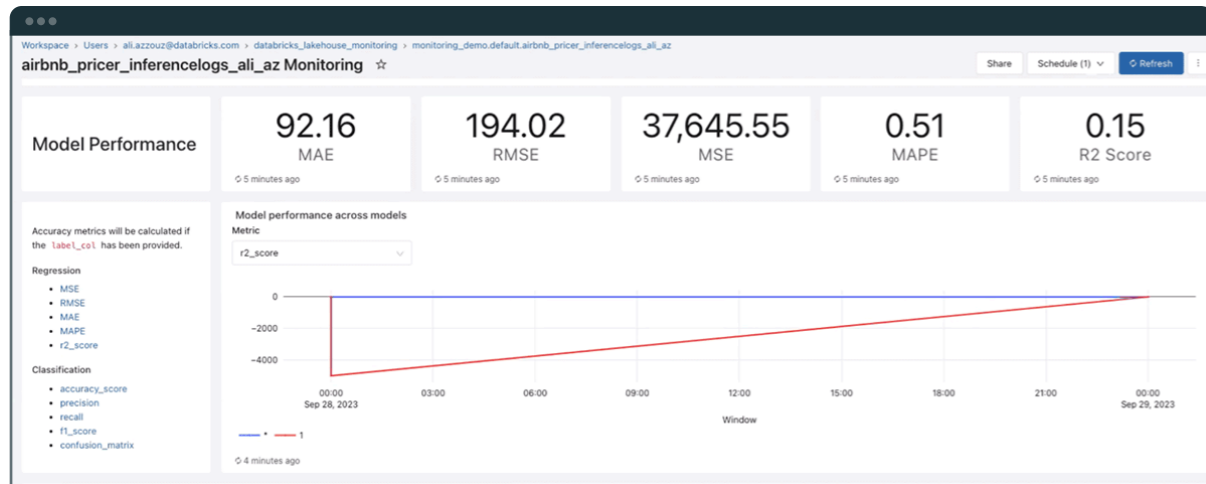 Workspace > Users > ali.azzouz@databricks.com > databricks_lakehouse_monitoring > monitoring_demo.default.airbnb_pricer_inferencelogs_ali_az
airbnb_pricer_inferencelogs_ali_az Monitoring
Share
Schedule (1)
Refresh
Model Performance
92.16
MAE
5 minutes ago
194.02
RMSE
5 minutes ago
37,645.55
MSE
5 minutes ago
0.51
MAPE
5 minutes ago
0.15
R2 Score
5 minutes ago
Accuracy metrics will be calculated if
the label_col has been provided.
Regression
• MSE
• RMSE
• MAE
• MAPE
• r2_score
Classification
• accuracy_score
• precision
• recall
• f1_score
• confusion_matrix
Model performance across models
Metric
r2_score
0
−2000
−4000
00:00 03:00 06:00 09:00 12:00 15:00 18:00 21:00 00:00
Sep 28, 2023 Sep 29, 2023
Window
* 1
4 minutes ago